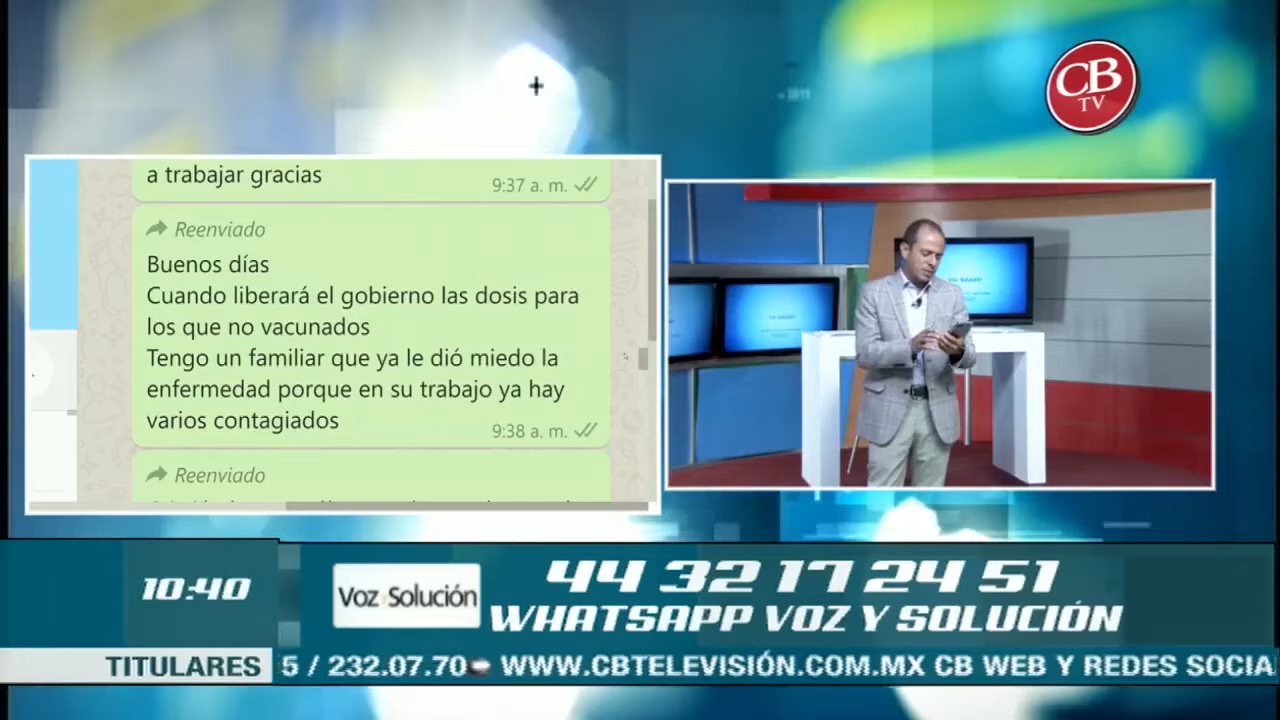 CB
TV
a trabajar gracias
9:37 a. m.
Reenviado
Buenos días
Cuando liberará el gobierno las dosis para
los que no vacunados
Tengo un familiar que ya le dió miedo la
enfermedad porque en su trabajo ya hay
varios contagiados
9:38 a. m.
Reenviado
10:40
Voz Solución
44 32 17 24 51
WHATSAPP VOZ Y SOLUCIÓN
TITULARES
5 / 232.07.70 WWW.CBTELEVISIÓN.COM.MX CB WEB Y REDES SOCIA